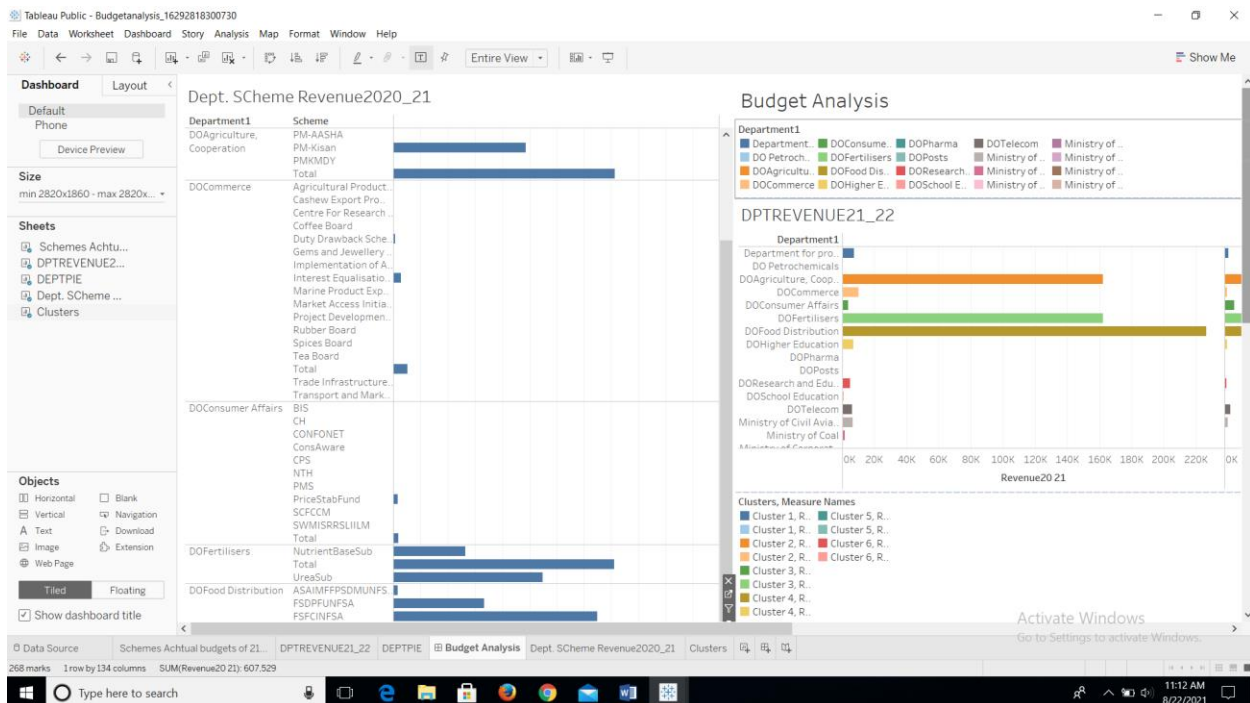 Tableau Public - Budgetanalysis_16292818300730
File Data Worksheet Dashboard Story Analysis Map Format Window Help
Entire View
Show Me
Dashboard Layout
Default
Phone
Device Preview
Size
min 2820x1860 - max 2820x...
Sheets
Schemes Achtu...
DPTREVENUE2...
DEPTPIE
Dept. SCheme ...
Clusters
Objects
Horizontal Blank
Vertical Navigation
A Text Download
Image Extension
Web Page
Tiled Floating
Show dashboard title
Dept. SCheme Revenue2020_21
Department1 Scheme
DOAgriculture, PM-AASHA
Cooperation PM-Kisan
PMKMDY
Total
DOCommerce Agricultural Product..
Cashew Export Pro..
Centre For Research ..
Coffee Board
Duty Drawback Sche..
Gems and Jewellery ..
Implementation of A..
Interest Equalisatio..
Marine Product Exp..
Market Access Initia..
Project Developmen..
Rubber Board
Spices Board
Tea Board
Total
Trade Infrastructure..
Transport and Mark..
DOConsumer Affairs BIS
CH
CONFONET
ConsAware
CPS
NTH
PMS
PriceStabFund
SCFCCM
SWMISRRSLIILM
Total
DOFertilisers NutrientBaseSub
Total
UreaSub
DOFood Distribution ASAIMFFPSDMUNFS..
FSDPFUNFSA
FSFCINFSA
Budget Analysis
Department1
Department.. DOConsume.. DOPharma DOTelecom Ministry of ..
DO Petroch.. DOFertilisers DOPosts Ministry of .. Ministry of ..
DOAgricultu.. DOFood Dis.. DOResearch.. Ministry of .. Ministry of ..
DOCommerce DOHigher E.. DOSchool E.. Ministry of .. Ministry of ..
DPTREVENUE21_22
Department1
Department for pro..
DO Petrochemicals
DOAgriculture, Coop..
DOCommerce
DOConsumer Affairs
DOFertilisers
DOFood Distribution
DOHigher Education
DOPharma
DOPosts
DOResearch and Edu..
DOSchool Education
DOTelecom
Ministry of Civil Avia..
Ministry of Coal
Ministry of Corporat..
0K 20K 40K 60K 80K 100K 120K 140K 160K 180K 200K 220K 0K
Revenue20 21
Clusters, Measure Names
Cluster 1, R.. Cluster 5, R..
Cluster 1, R.. Cluster 5, R..
Cluster 2, R.. Cluster 6, R..
Cluster 2, R.. Cluster 6, R..
Cluster 3, R..
Cluster 3, R..
Cluster 4, R..
Cluster 4, R..
Activate Windows
Go to Settings to activate Windows.
Data Source Schemes Achtual budgets of 21... DPTREVENUE21_22 DEPTPIE Budget Analysis Dept. SCheme Revenue2020_21 Clusters
268 marks 1 row by 134 columns SUM(Revenue20 21): 607,529
Type here to search
11:12 AM
8/22/2021